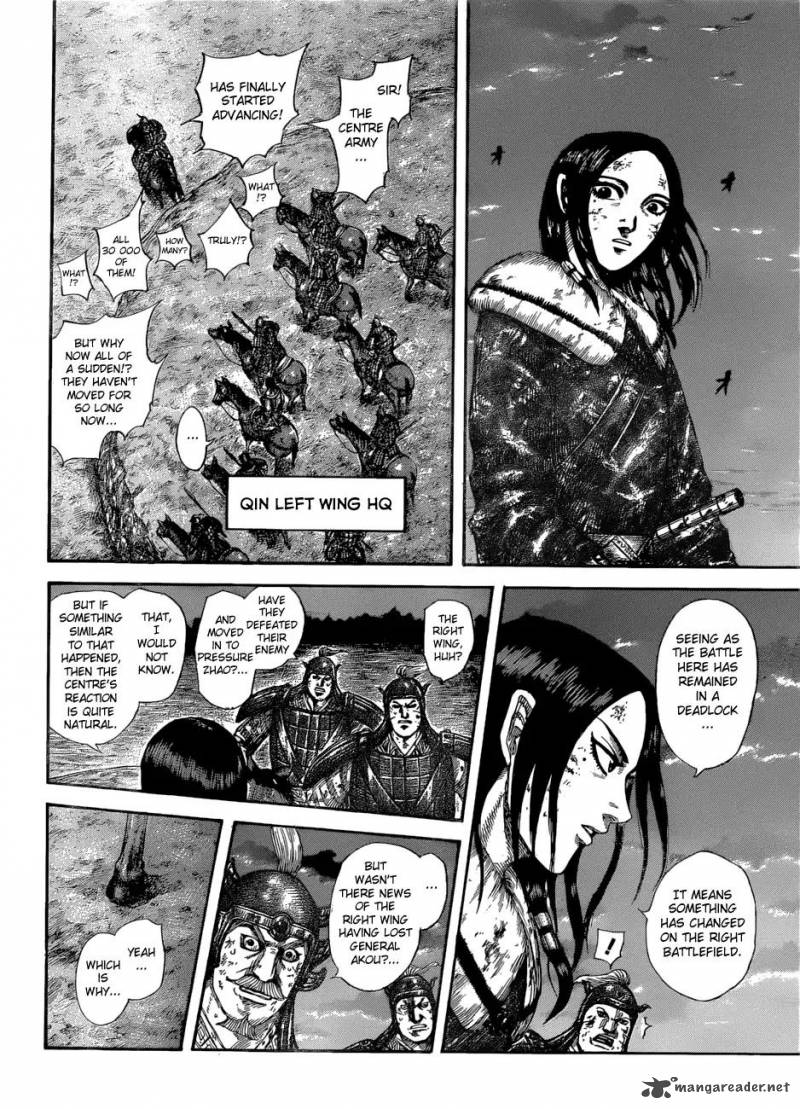 SIR!
THE
CENTRE
ARMY
...
HAS FINALLY
STARTED
ADVANCING!
WHAT
!?
TRULY!?
HOW
MANY?
ALL
30 000
OF
THEM!
WHAT
!?
BUT WHY
NOW ALL OF
A SUDDEN!?
THEY HAVEN'T
MOVED FOR
SO LONG
NOW...
...
QIN LEFT WING HQ
SEEING AS
THE BATTLE
HERE HAS
REMAINED
IN A
DEADLOCK
...
IT MEANS
SOMETHING
HAS CHANGED
ON THE RIGHT
BATTLEFIELD.
!
THE
RIGHT
WING,
HUH?
HAVE
THEY
DEFEATED
THEIR
ENEMY
AND
MOVED
IN TO
PRESSURE
ZHAO?...
THAT,
I
WOULD
NOT
KNOW.
BUT IF
SOMETHING
SIMILAR
TO THAT
HAPPENED,
THEN THE
CENTRE'S
REACTION
IS QUITE
NATURAL.
...
BUT
WASN'T
THERE NEWS
OF THE
RIGHT WING
HAVING LOST
GENERAL
AKOU?...
YEAH
...
WHICH
IS
WHY...
mangareader.net